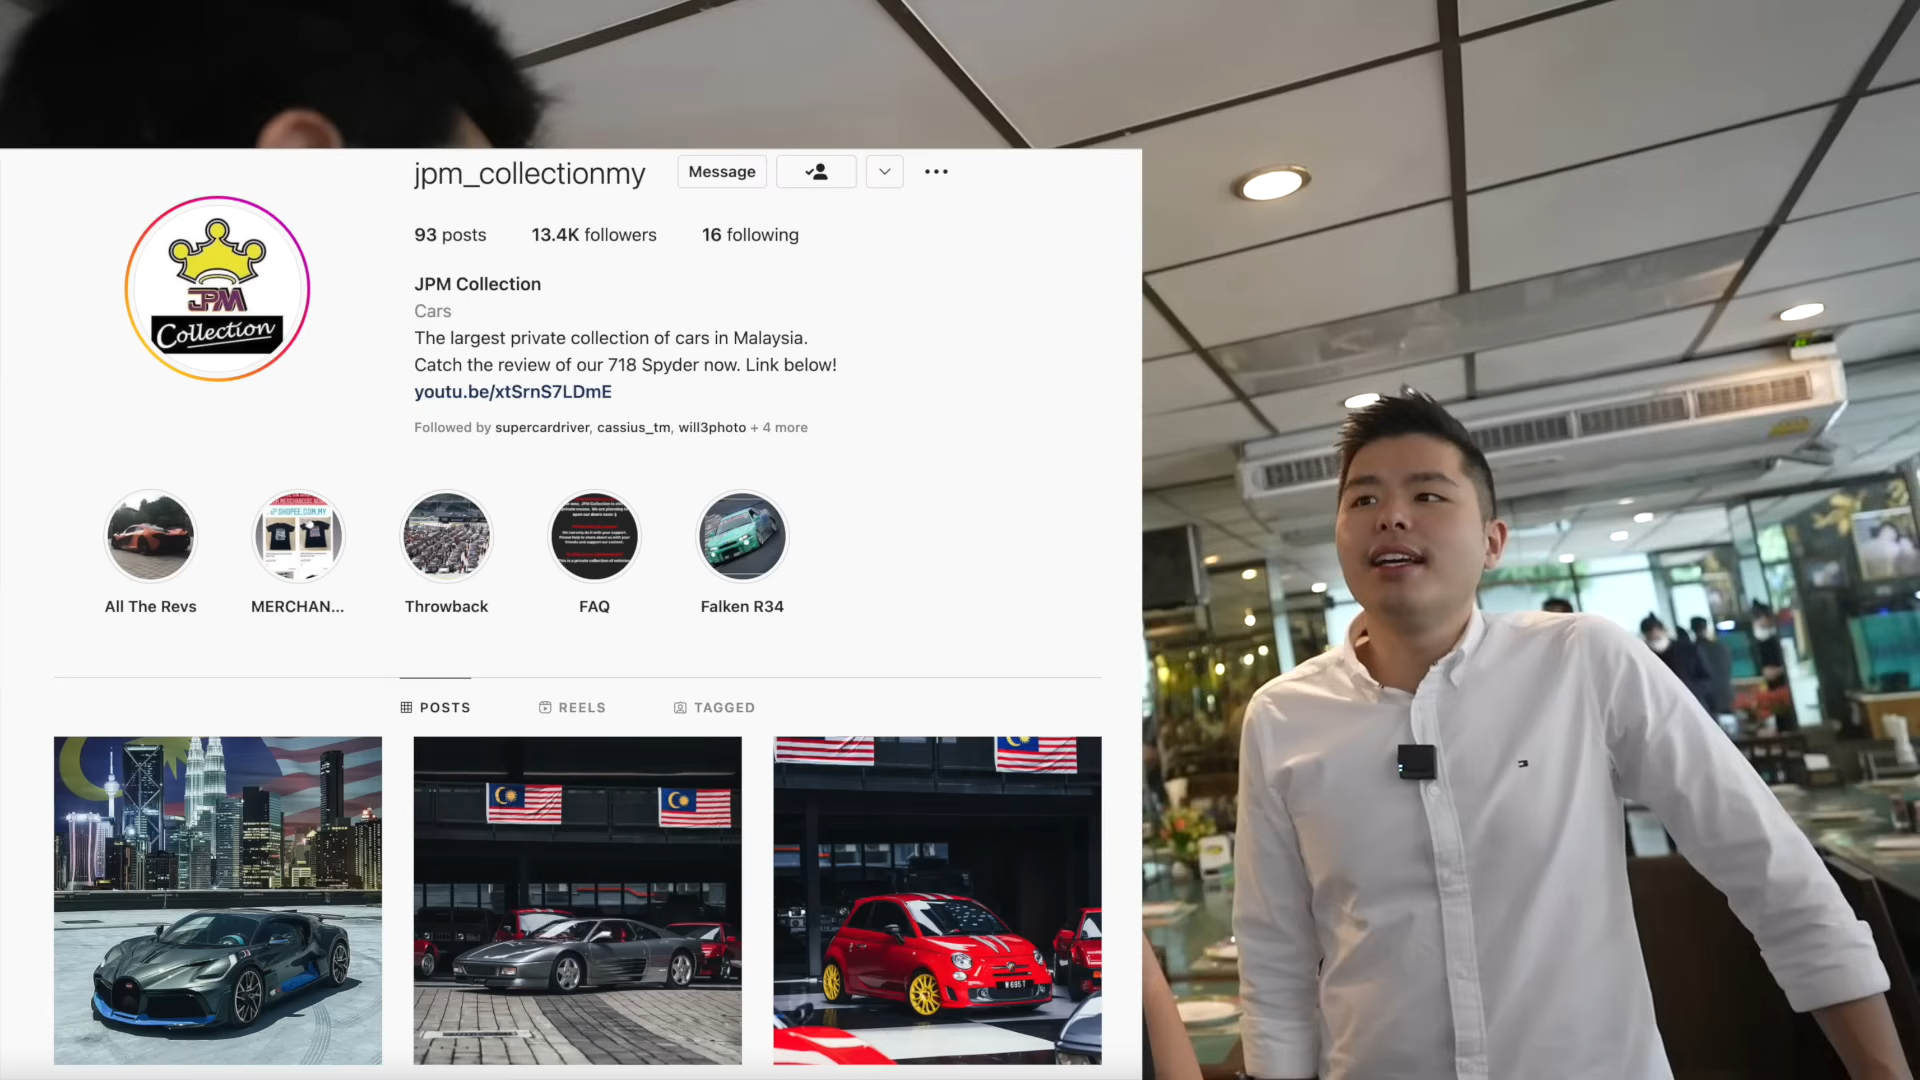 jpm_collectionmy
Message
93 posts
13.4K followers
16 following
JPM Collection
Cars
The largest private collection of cars in Malaysia.
Catch the review of our 718 Spyder now. Link below!
youtu.be/xtSrnS7LDmE
Followed by supercardriver, cassius_tm, will3photo + 4 more
JPM
Collection
All The Revs
MERCHAN...
Throwback
FAQ
Falken R34
POSTS
REELS
TAGGED
W 695 T